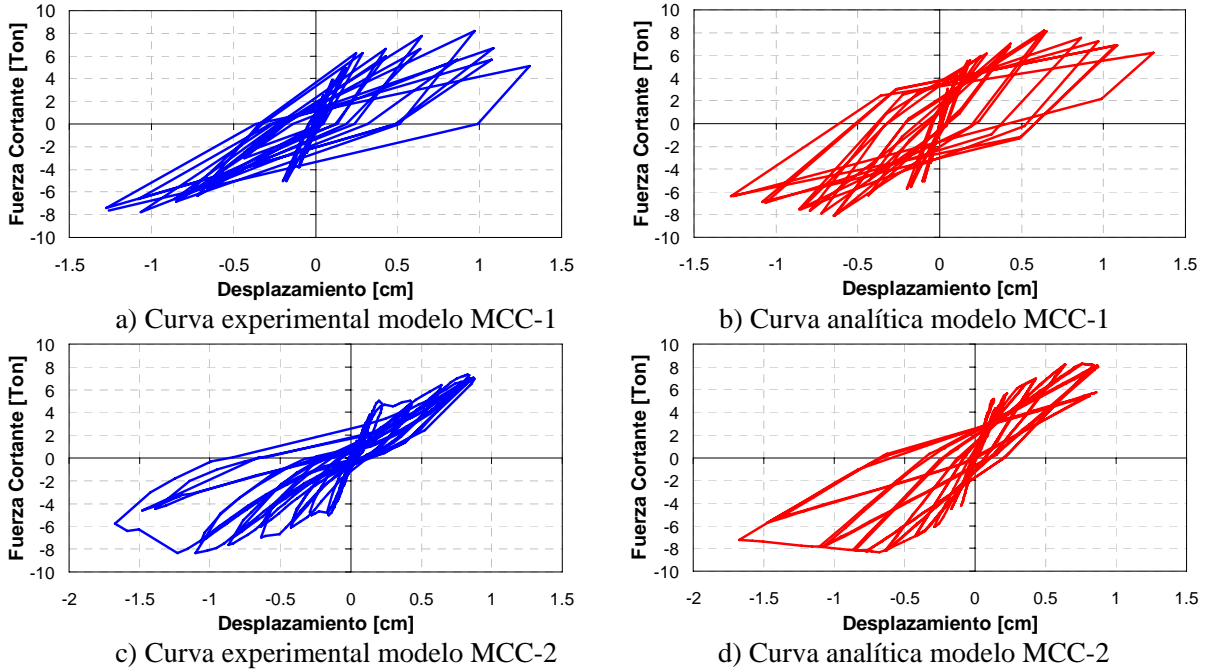 Fuerza Cortante [Ton]
10
8
6
4
2
0
-2
-4
-6
-8
-10
-1.5 -1 -0.5 0 0.5 1 1.5
Desplazamiento [cm]
a) Curva experimental modelo MCC-1
Fuerza Cortante [Ton]
10
8
6
4
2
0
-2
-4
-6
-8
-10
-1.5 -1 -0.5 0 0.5 1 1.5
Desplazamiento [cm]
b) Curva analítica modelo MCC-1
Fuerza Cortante [Ton]
10
8
6
4
2
0
-2
-4
-6
-8
-10
-2 -1.5 -1 -0.5 0 0.5 1 1.5
Desplazamiento [cm]
c) Curva experimental modelo MCC-2
Fuerza Cortante [Ton]
10
8
6
4
2
0
-2
-4
-6
-8
-10
-2 -1.5 -1 -0.5 0 0.5 1 1.5
Desplazamiento [cm]
d) Curva analítica modelo MCC-2